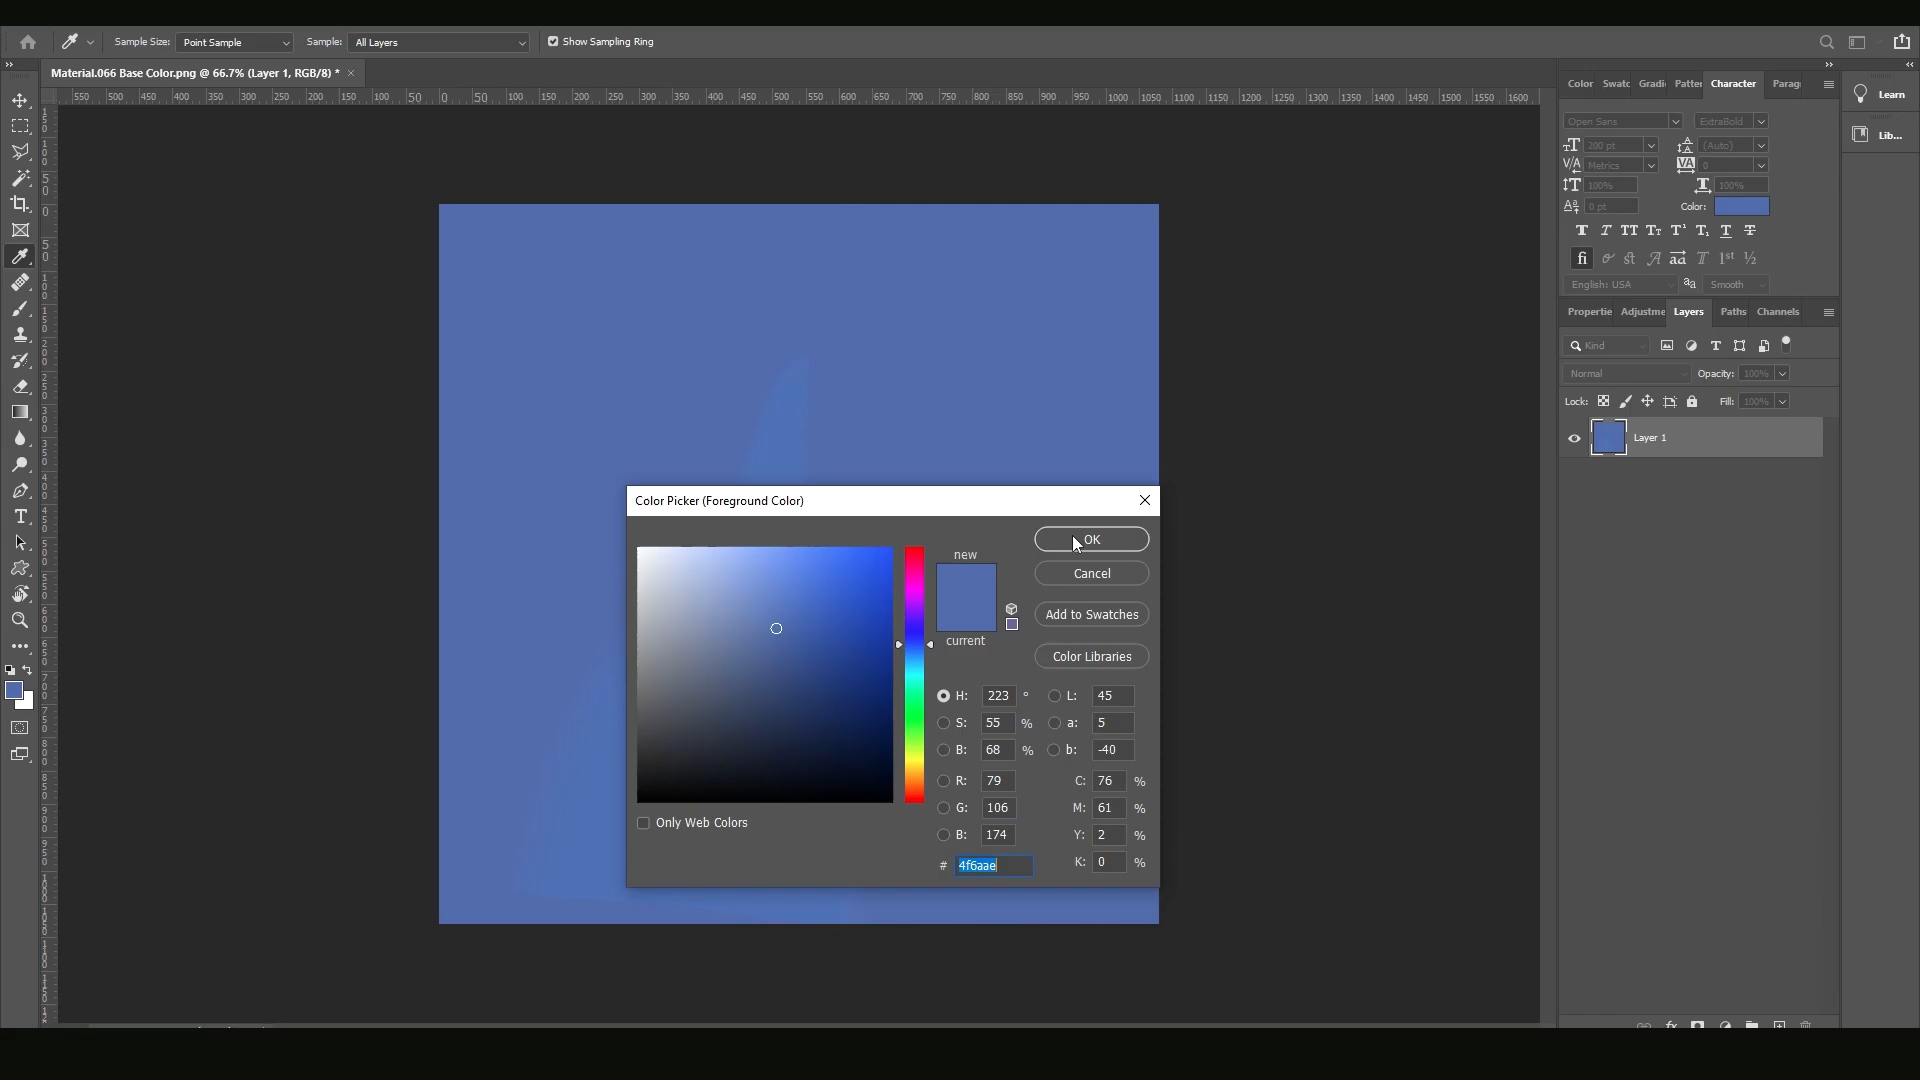 Sample Size: Point Sample Sample: All Layers Show Sampling Ring
Material.066 Base Color.png @ 66.7% (Layer 1, RGB/8) * ×
550 500 450 400 350 300 250 200 150 100 50 0 50 100 150 200 250 300 350 400 450 500 550 600 650 700 750 800 850 900 950 1000 1050 1100 1150 1200 1250 1300 1350 1400 1450 1500 1550 1600
Color Swatc Gradi Patter Character Parag
Learn
Lib...
Open Sans ExtraBold
200 pt (Auto)
Metrics 0
100% 100%
0 pt Color:
English: USA aa Smooth
Propertie Adjustme Layers Paths Channels
Kind
Normal Opacity: 100%
Lock: Fill: 100%
Layer 1
Color Picker (Foreground Color)
new
current
OK
Cancel
Add to Swatches
Color Libraries
H: 223 ° L: 45
S: 55 % a: 5
B: 68 % b: -40
R: 79 C: 76 %
G: 106 M: 61 %
B: 174 Y: 2 %
# 4f6aae K: 0 %
Only Web Colors